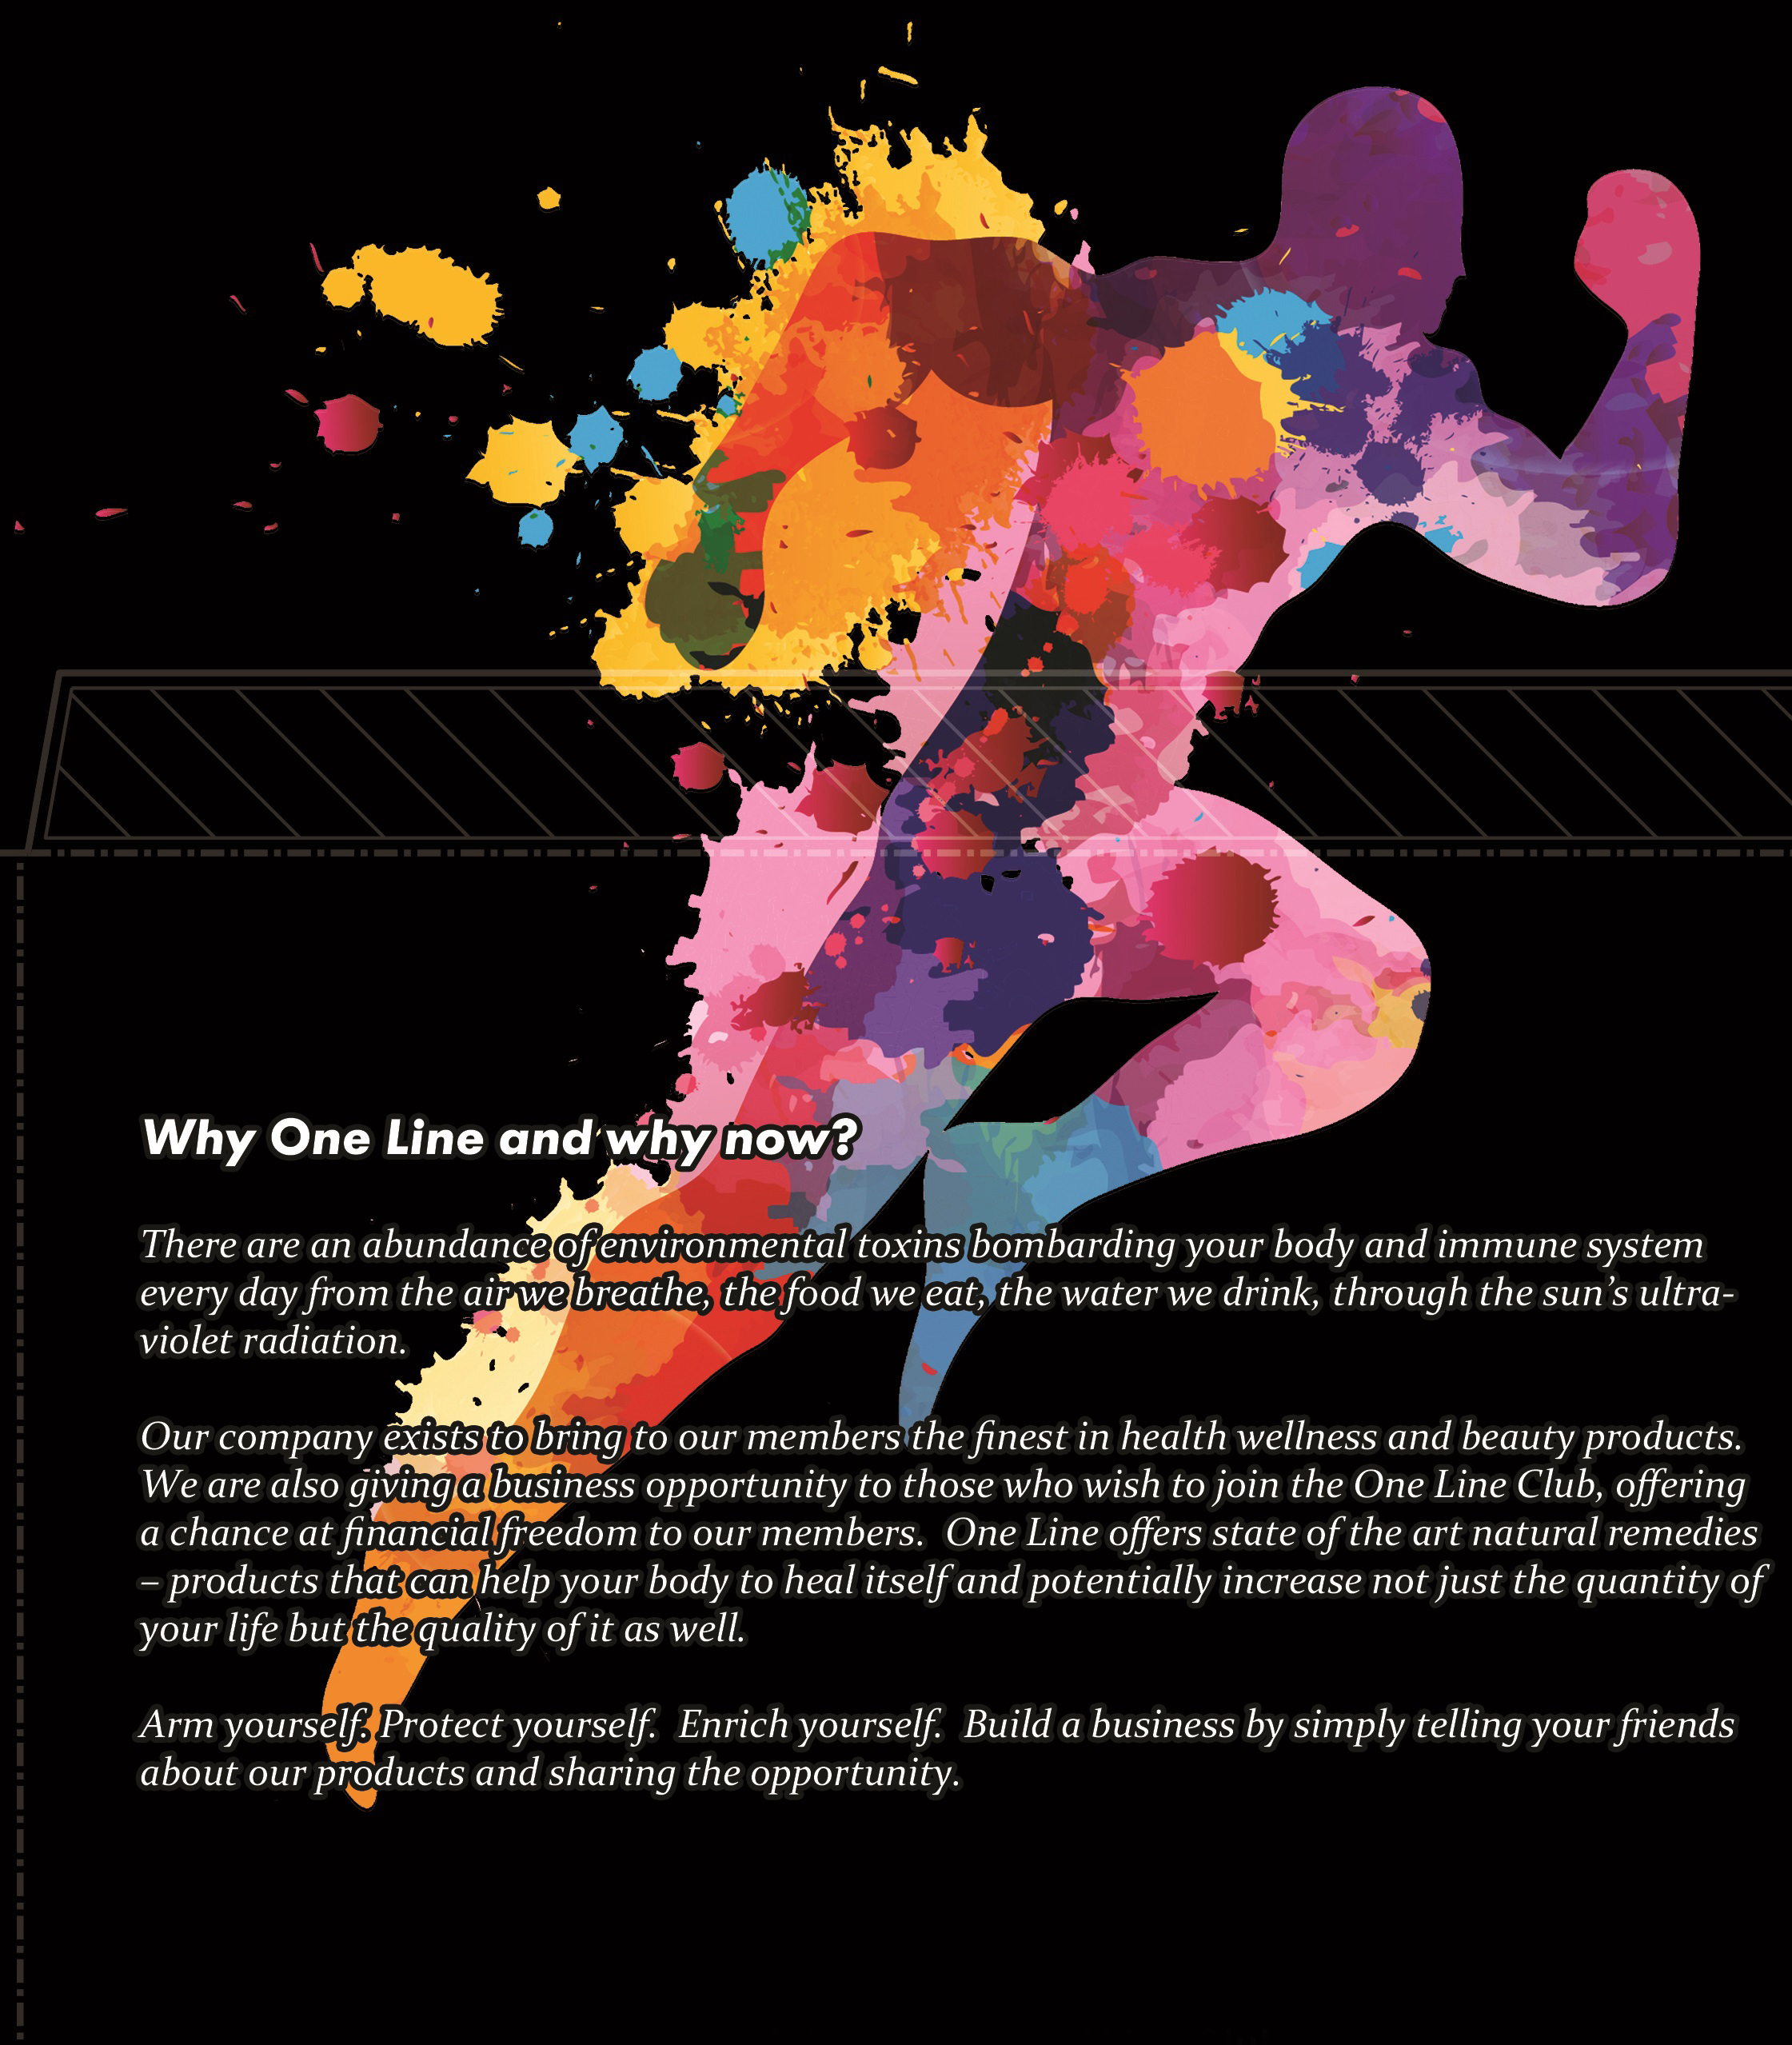 Why One Line and why now?
There are an abundance of environmental toxins bombarding your body and immune system
every day from the air we breathe, the food we eat, the water we drink, through the sun’s ultra-
violet radiation.
Our company exists to bring to our members the finest in health wellness and beauty products.
We are also giving a business opportunity to those who wish to join the One Line Club, offering
a chance at financial freedom to our members.  One Line offers state of the art natural remedies
– products that can help your body to heal itself and potentially increase not just the quantity of
your life but the quality of it as well.
Arm yourself. Protect yourself.  Enrich yourself.  Build a business by simply telling your friends
about our products and sharing the opportunity.